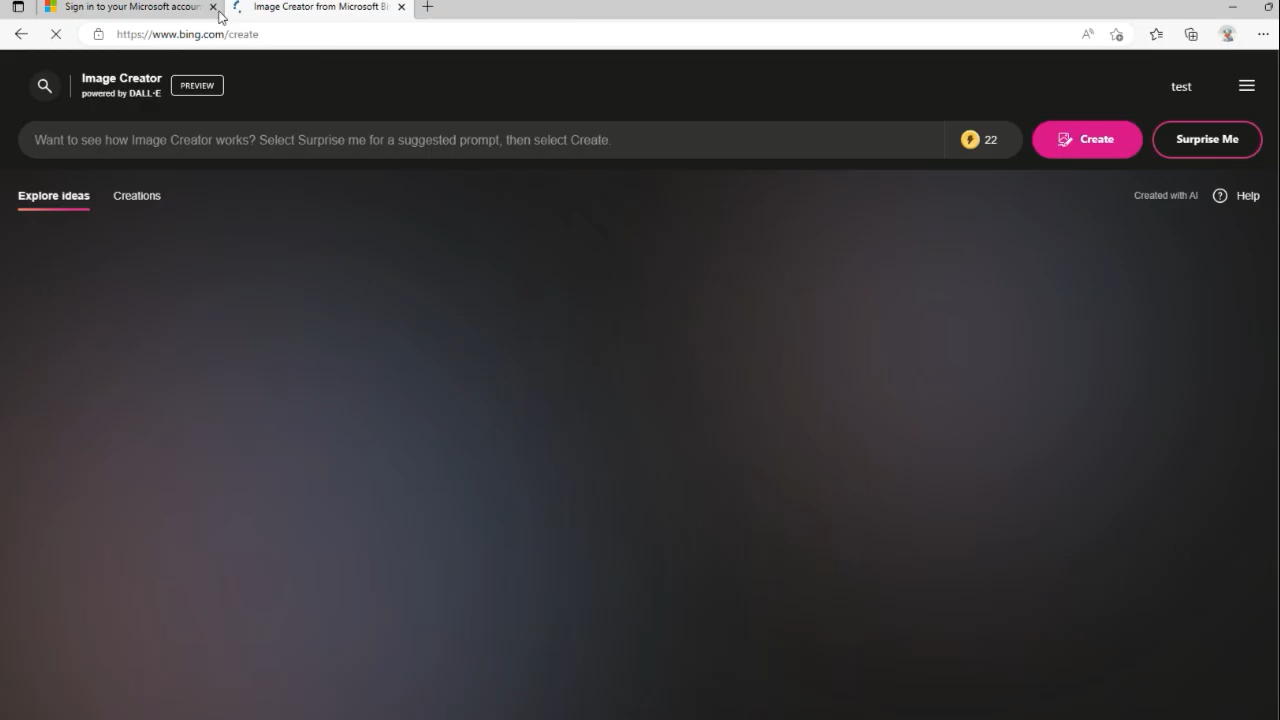 Sign in to your Microsoft accoun
Image Creator from Microsoft Bi
https://www.bing.com/create
Image Creator
powered by DALL·E
PREVIEW
test
Want to see how Image Creator works? Select Surprise me for a suggested prompt, then select Create.
22
Create
Surprise Me
Explore ideas
Creations
Created with AI
Help